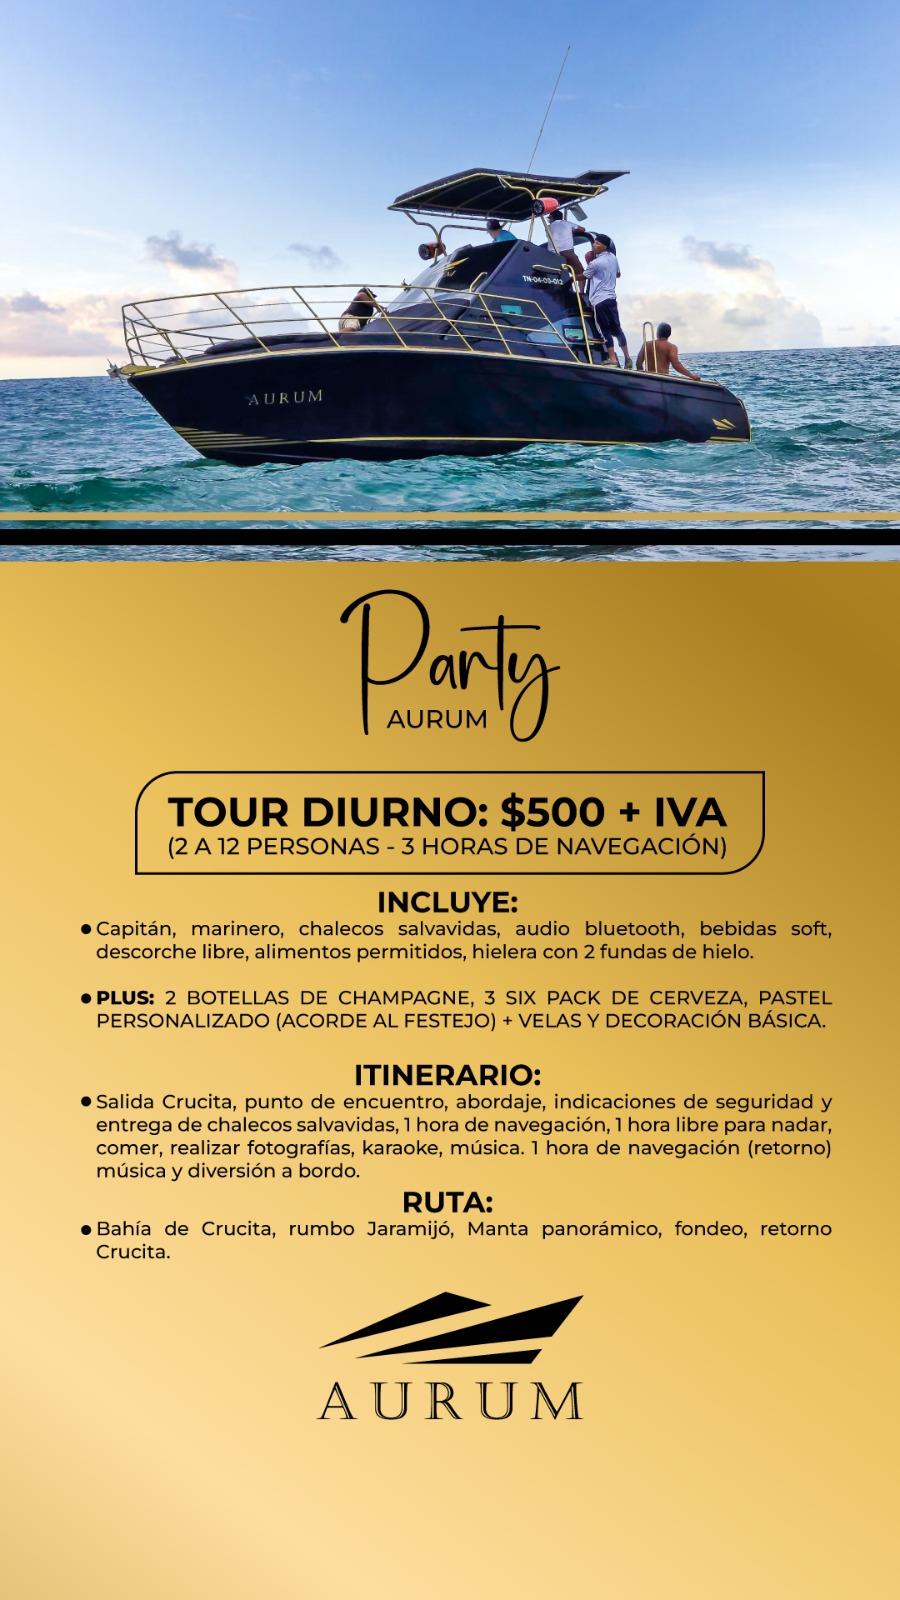 TN-04-03-012
AURUM
Party
AURUM
TOUR DIURNO: $500 + IVA
(2 A 12 PERSONAS - 3 HORAS DE NAVEGACIÓN)
INCLUYE:
● Capitán, marinero, chalecos salvavidas, audio bluetooth, bebidas soft,
descorche libre, alimentos permitidos, hielera con 2 fundas de hielo.
● PLUS: 2 BOTELLAS DE CHAMPAGNE, 3 SIX PACK DE CERVEZA, PASTEL
PERSONALIZADO (ACORDE AL FESTEJO) + VELAS Y DECORACIÓN BÁSICA.
ITINERARIO:
● Salida Crucita, punto de encuentro, abordaje, indicaciones de seguridad y
entrega de chalecos salvavidas, 1 hora de navegación, 1 hora libre para nadar,
comer, realizar fotografías, karaoke, música. 1 hora de navegación (retorno)
música y diversión a bordo.
RUTA:
● Bahía de Crucita, rumbo Jaramijó, Manta panorámico, fondeo, retorno
Crucita.
AURUM